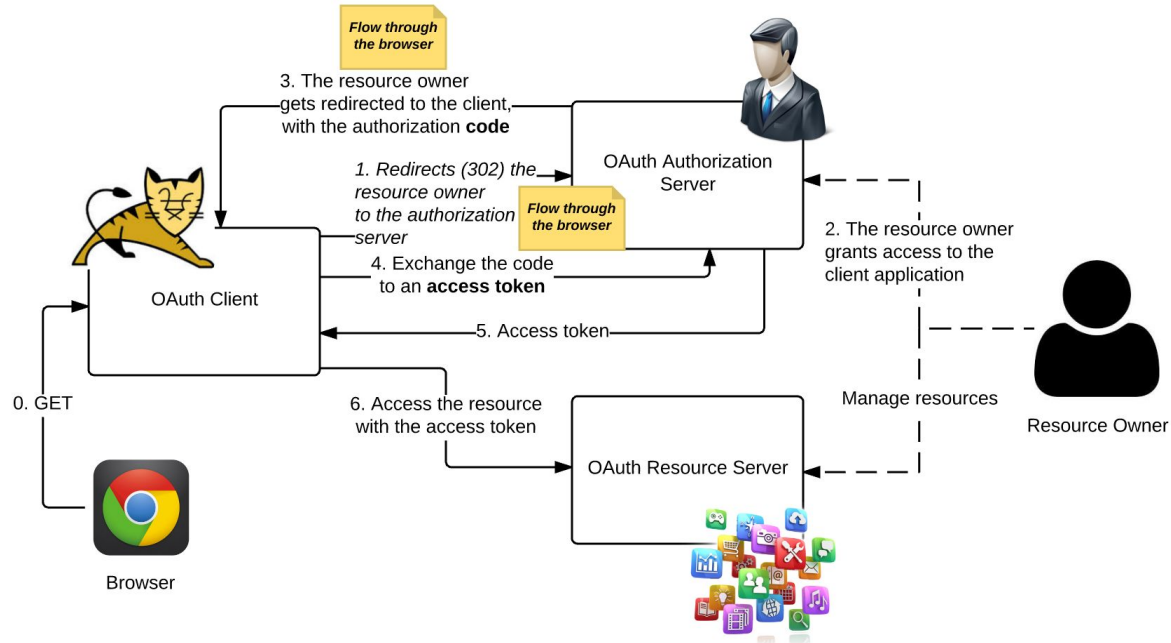 Flow through
the browser
3. The resource owner
gets redirected to the client,
with the authorization code
OAuth Authorization
Server
1. Redirects (302) the
resource owner
to the authorization
server
Flow through
the browser
2. The resource owner
grants access to the
client application
4. Exchange the code
to an access token
OAuth Client
5. Access token
0. GET
6. Access the resource
with the access token
Manage resources
Resource Owner
OAuth Resource Server
Browser